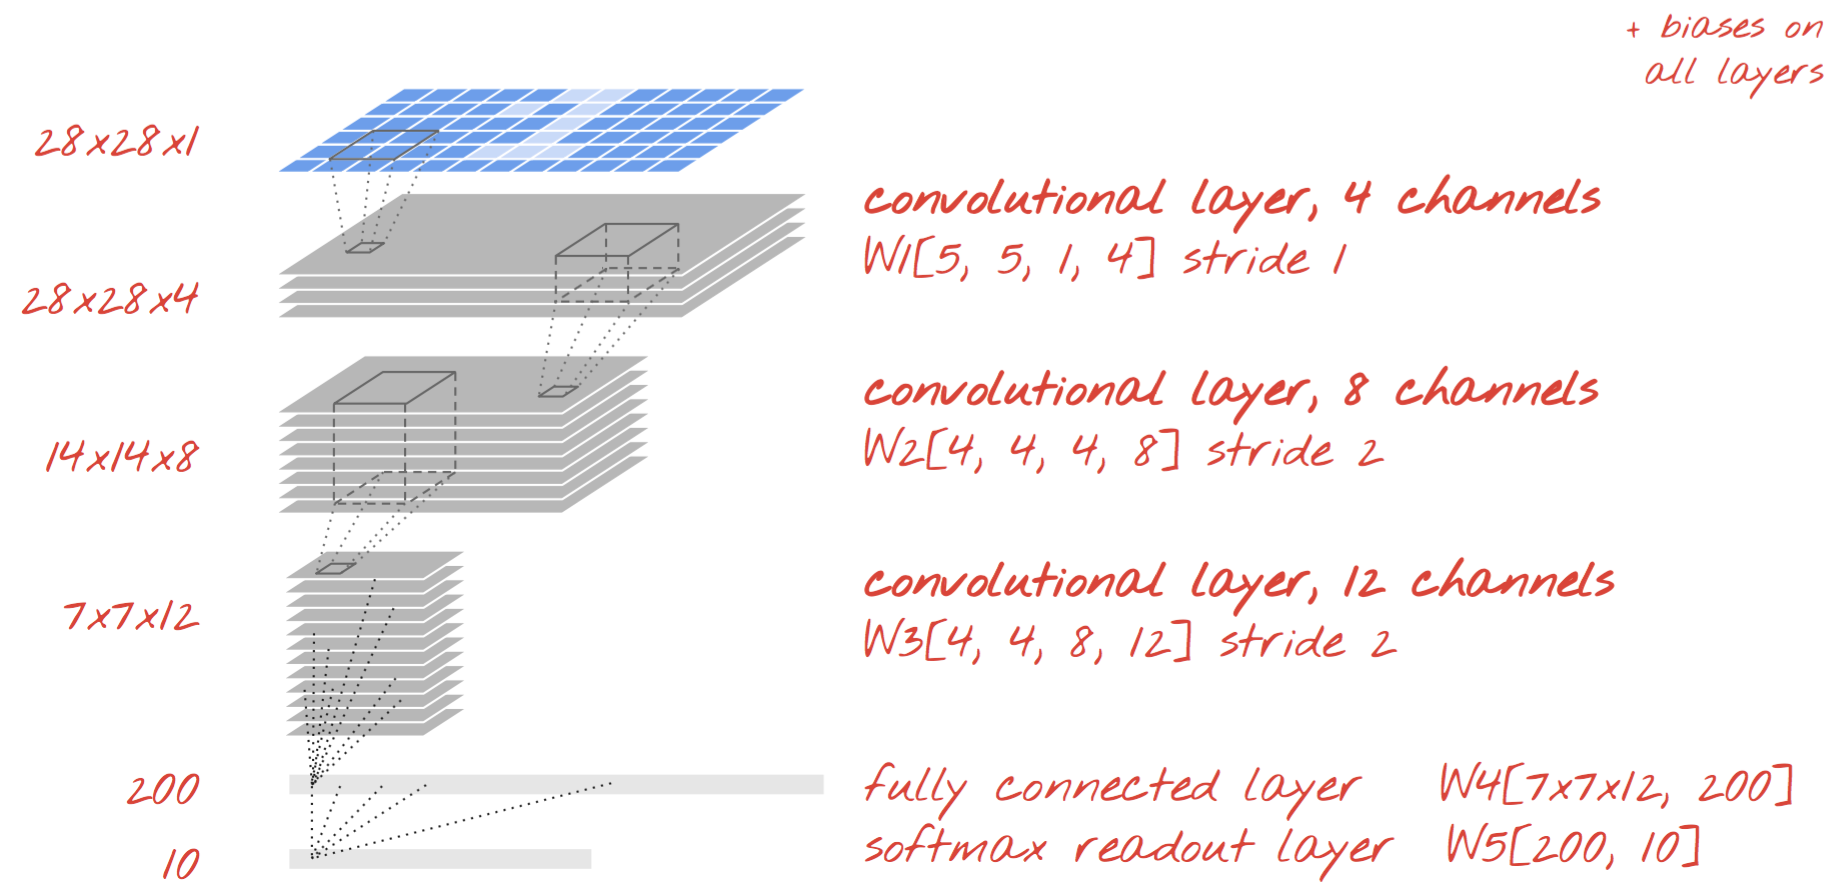 + biases on
all layers
28x28x1
convolutional layer, 4 channels
W1[5, 5, 1, 4] stride 1
28x28x4
convolutional layer, 8 channels
W2[4, 4, 4, 8] stride 2
14x14x8
convolutional layer, 12 channels
W3[4, 4, 8, 12] stride 2
7x7x12
200
fully connected layer W4[7x7x12, 200]
softmax readout layer W5[200, 10]
10